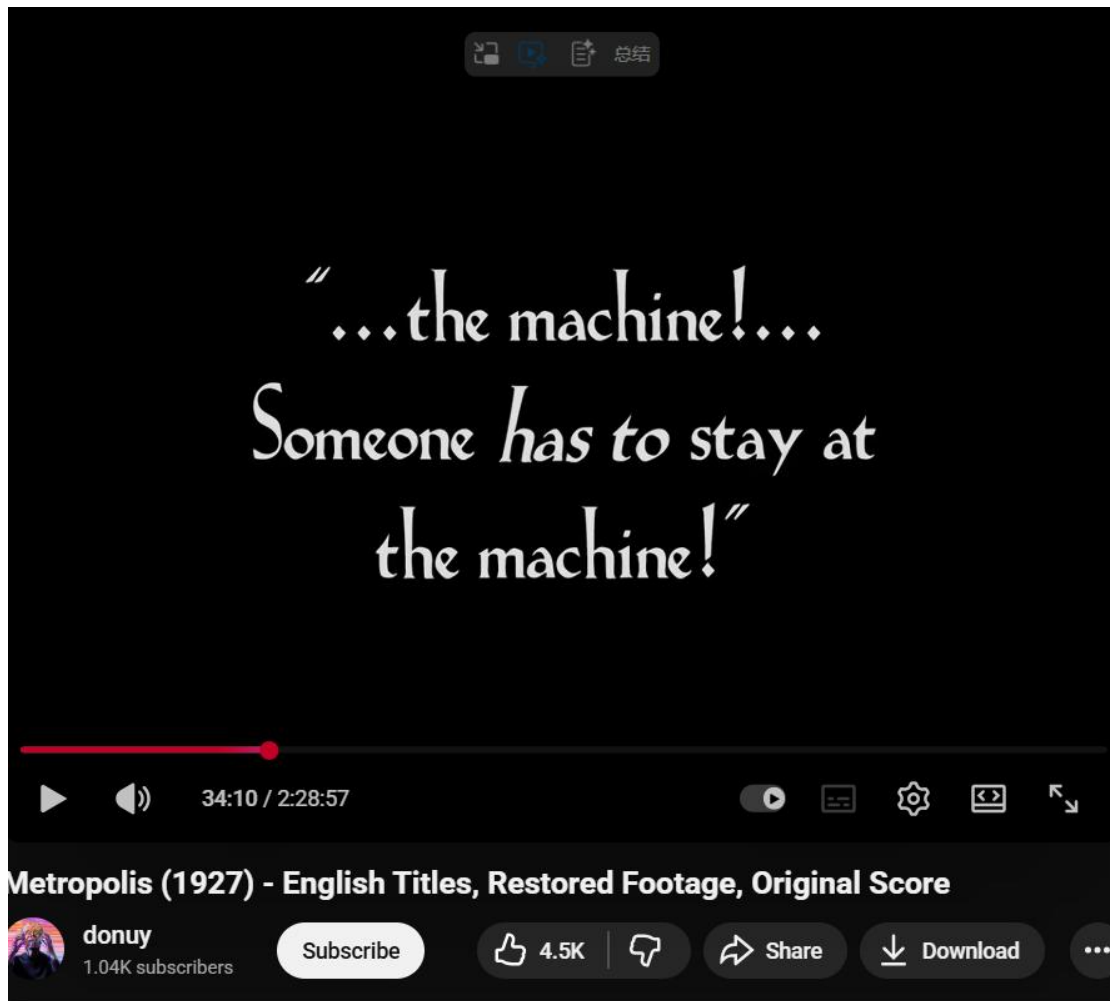 总结
“...the machine!...
Someone has to stay at
the machine!”
34:10 / 2:28:57
Metropolis (1927) - English Titles, Restored Footage, Original Score
donuy
1.04K subscribers
Subscribe
4.5K
Share
Download